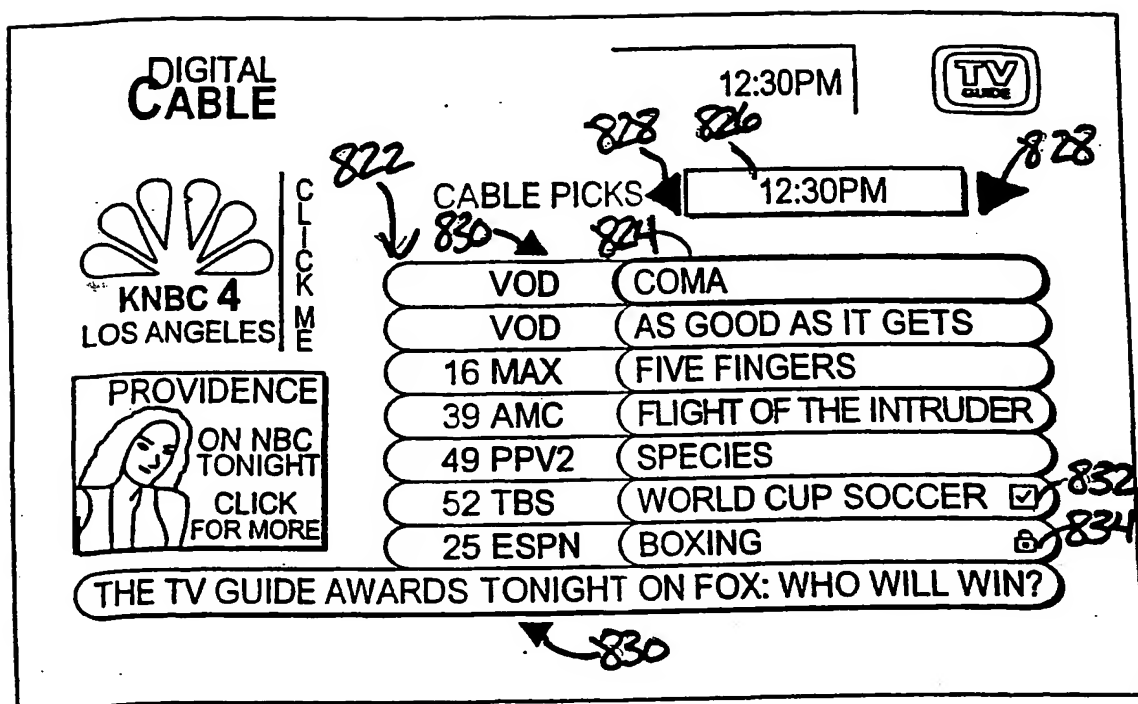 DIGITAL
CABLE
12:30PM
TV
GUIDE
828
826
828
822
CABLE PICKS
12:30PM
830
824
CLICK ME
KNBC 4
LOS ANGELES
VOD COMA
VOD AS GOOD AS IT GETS
16 MAX FIVE FINGERS
PROVIDENCE
ON NBC
TONIGHT
CLICK
FOR MORE
39 AMC FLIGHT OF THE INTRUDER
49 PPV2 SPECIES
52 TBS WORLD CUP SOCCER
832
25 ESPN BOXING
834
THE TV GUIDE AWARDS TONIGHT ON FOX: WHO WILL WIN?
830